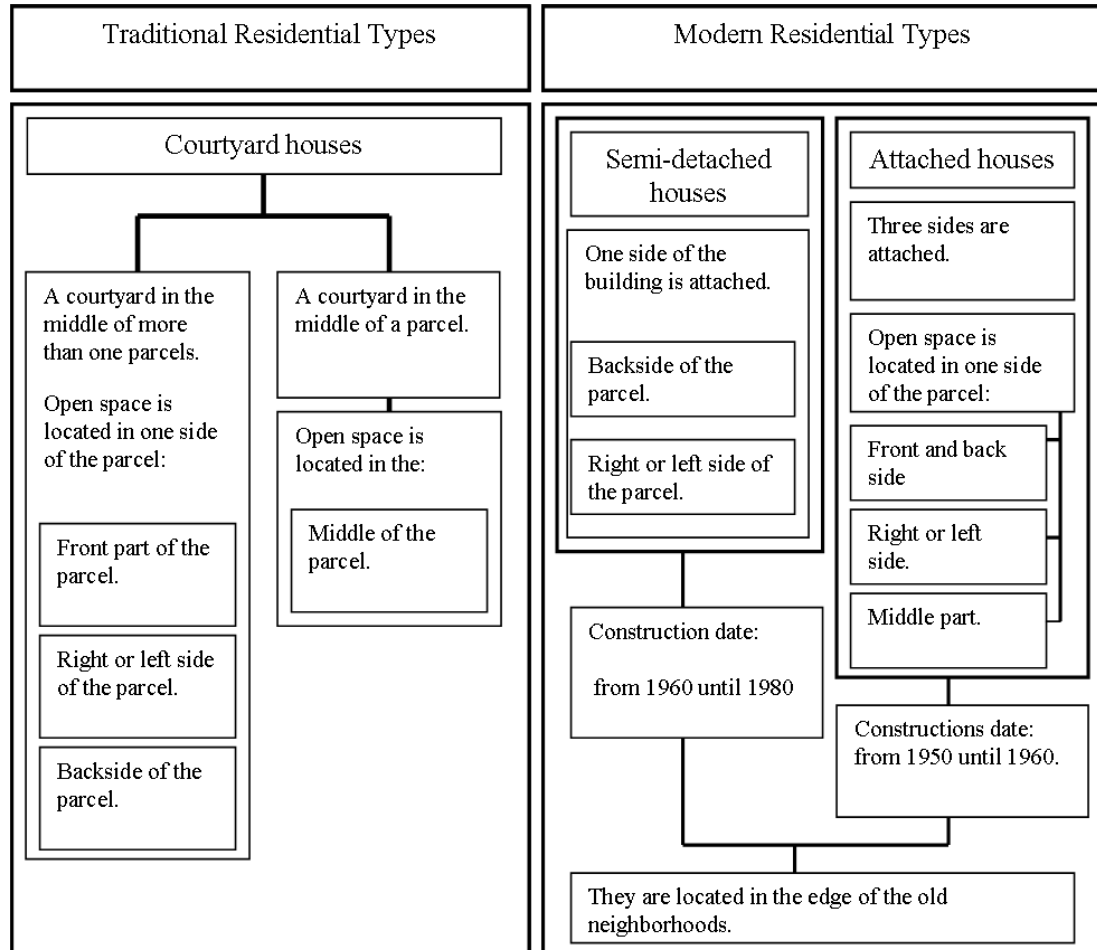 Traditional Residential Types
Modern Residential Types
Courtyard houses
A courtyard in the
middle of more
than one parcels.
Open space is
located in one side
of the parcel:
Front part of the
parcel.
Right or left side
of the parcel.
Backside of the
parcel.
A courtyard in the
middle of a parcel.
Open space is
located in the:
Middle of the
parcel.
Semi-detached
houses
One side of the
building is attached.
Backside of the
parcel.
Right or left side of
the parcel.
Construction date:
from 1960 until 1980
Attached houses
Three sides are
attached.
Open space is
located in one side
of the parcel:
Front and back
side
Right or left
side.
Middle part.
Constructions date:
from 1950 until 1960.
They are located in the edge of the old
neighborhoods.